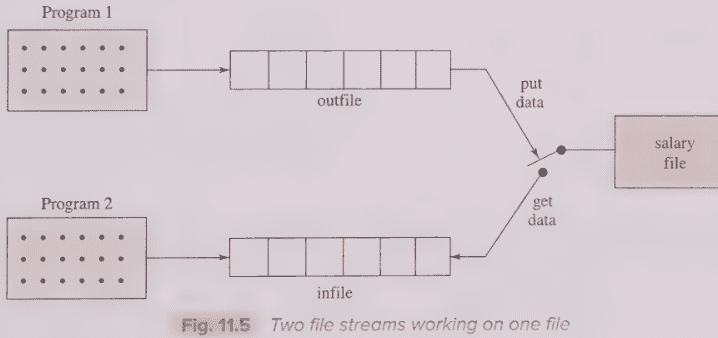 Program 1
outfile
put
data
salary
file
Program 2
get
data
infile
Fig. 11.5 Two file streams working on one file